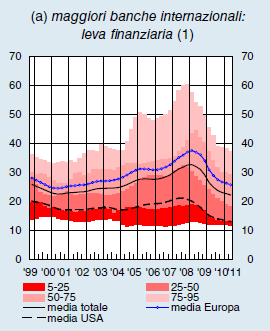 (a) maggiori banche internazionali:
leva finanziaria (1)
70 70
60 60
50 50
40 40
30 30
20 20
10 10
0 0
'99 '00 '01 '02 '03 '04 '05 '06 '07 '08 '09 '10 '11
5-25 25-50
50-75 75-95
media totale media Europa
media USA